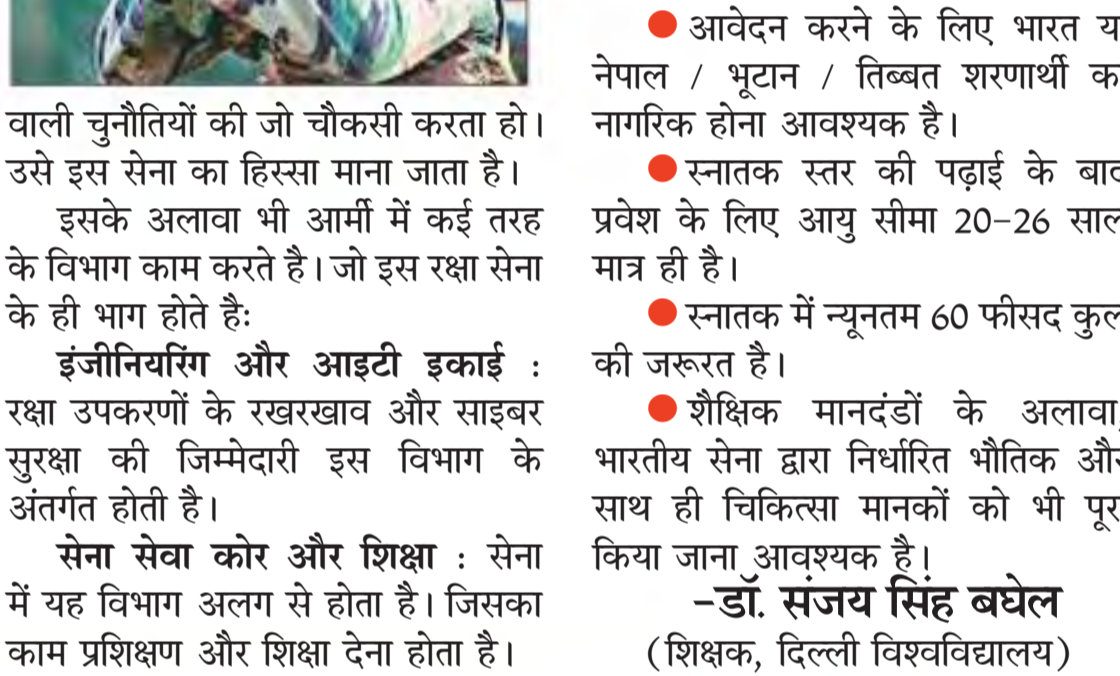 वाली चुनौतियों की जो चौकसी करता हो।
उसे इस सेना का हिस्सा माना जाता है।
इसके अलावा भी आर्मी में कई तरह
के विभाग काम करते है। जो इस रक्षा सेना
के ही भाग होते हैः
इंजीनियरिंग और आइटी इकाई :
रक्षा उपकरणों के रखरखाव और साइबर
सुरक्षा की जिम्मेदारी इस विभाग के
अंतर्गत होती है।
सेना सेवा कोर और शिक्षा : सेना
में यह विभाग अलग से होता है। जिसका
काम प्रशिक्षण और शिक्षा देना होता है।
● आवेदन करने के लिए भारत
नेपाल / भूटान / तिब्बत शरणार्थी
नागरिक होना आवश्यक है।
● स्नातक स्तर की पढ़ाई के बाद
प्रवेश के लिए आयु सीमा 20-26 साल
मात्र ही है।
● स्नातक में न्यूनतम 60 फीसद कुल
की जरूरत है।
● शैक्षिक मानदंडों के अलावा,
भारतीय सेना द्वारा निर्धारित भौतिक और
साथ ही चिकित्सा मानकों को भी
किया जाना आवश्यक है।
-डॉ. संजय सिंह बघेल
(शिक्षक, दिल्ली विश्वविद्यालय)